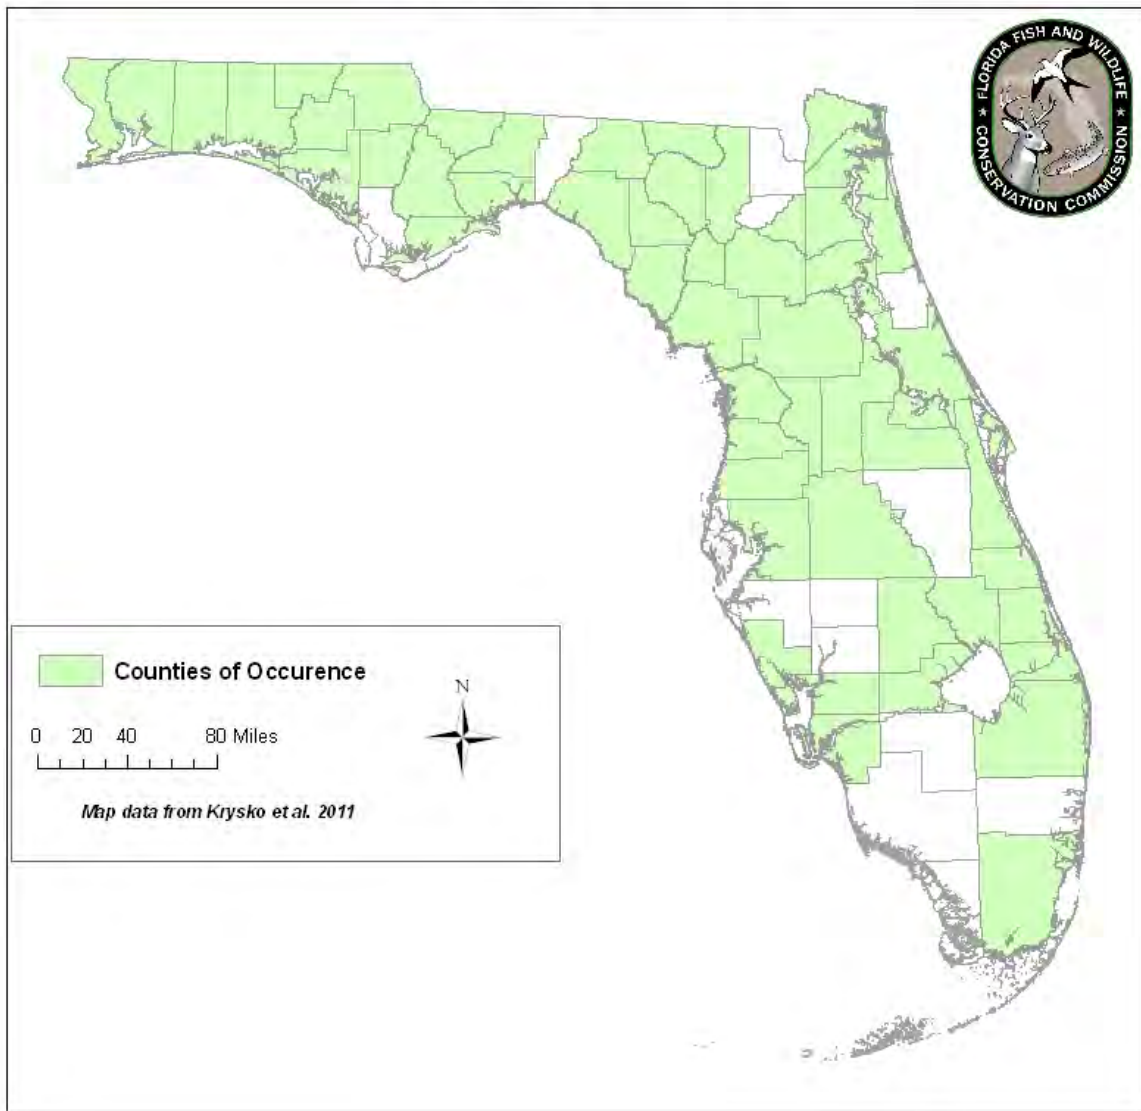 FLORIDA FISH AND WILDLIFE
CONSERVATION COMMISSION
Counties of Occurence
N
0 20 40 80 Miles
Map data from Krysko et al. 2011